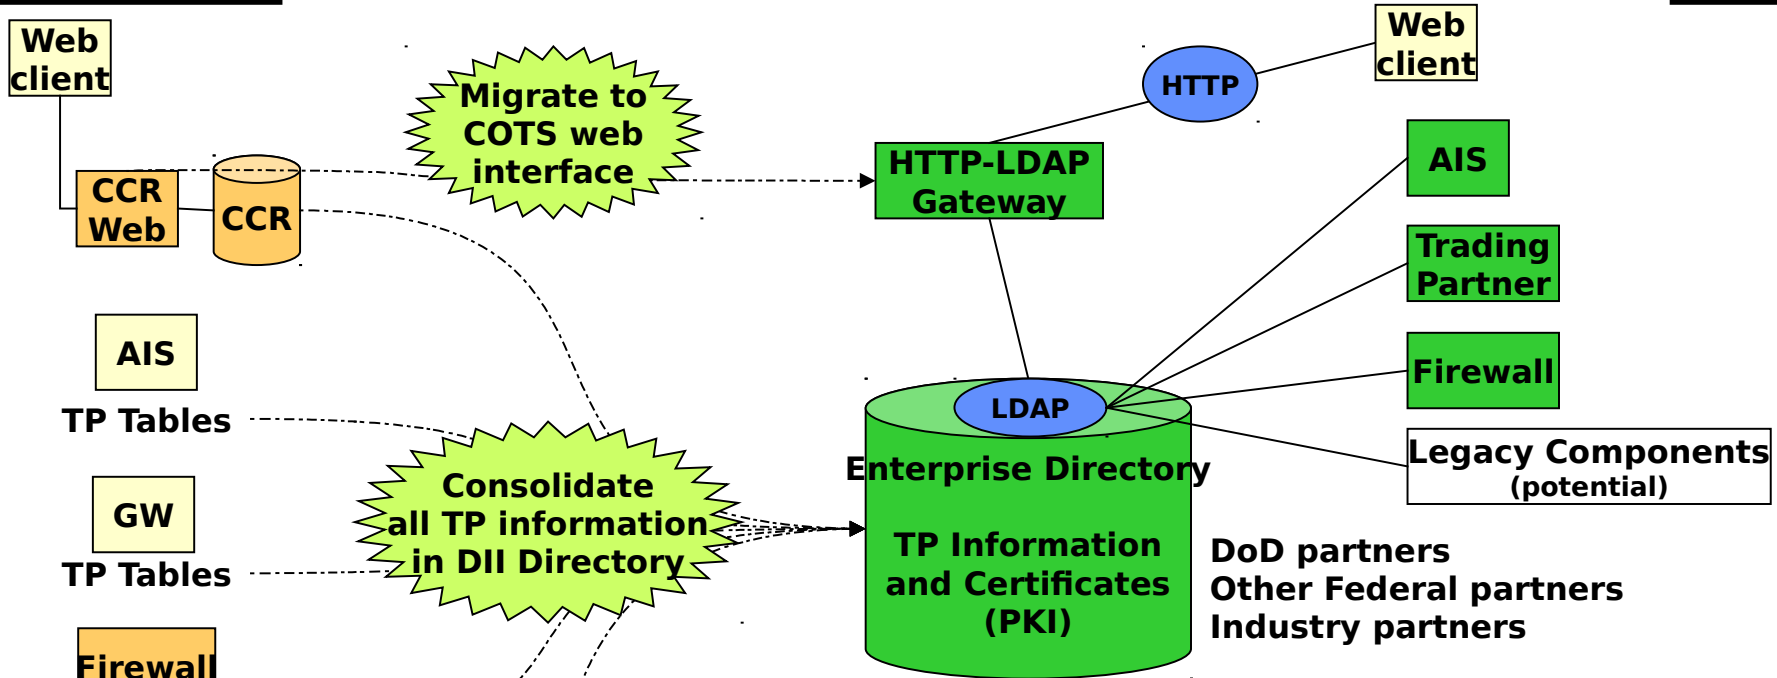 Web
client
CCR
Web
CCR
Migrate to
COTS web
interface
HTTP
Web
client
HTTP-LDAP
Gateway
AIS
Trading
Partner
Firewall
Legacy Components
(potential)
AIS
TP Tables
GW
TP Tables
Firewall
Consolidate
all TP information
in DII Directory
LDAP
Enterprise Directory
TP Information
and Certificates
(PKI)
DoD partners
Other Federal partners
Industry partners